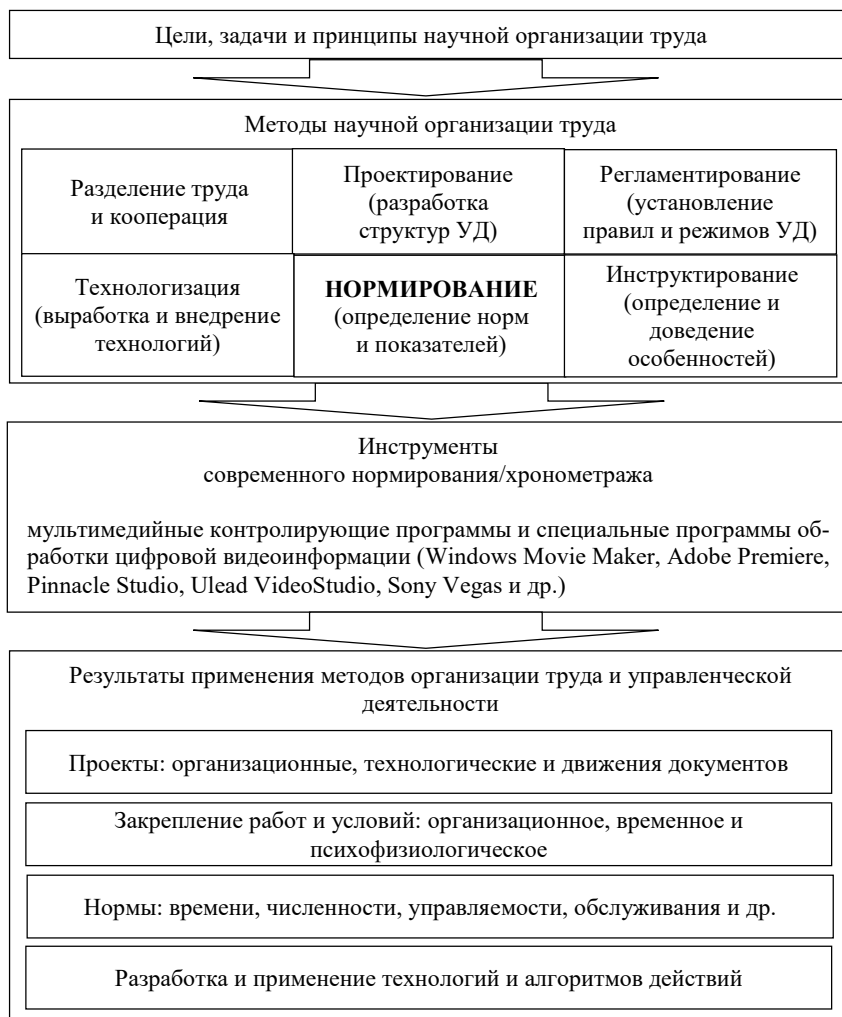 Цели, задачи и принципы научной организации труда
Методы научной организации труда
Разделение труда
и кооперация
Проектирование
(разработка
структур УД)
Регламентирование
(установление
правил и режимов УД)
Технологизация
(выработка и внедрение
технологий)
НОРМИРОВАНИЕ
(определение норм
и показателей)
Инструктирование
(определение и
доведение
особенностей)
Инструменты
современного нормирования/хронометража
мультимедийные контролирующие программы и специальные программы об-
работки цифровой видеоинформации (Windows Movie Maker, Adobe Premiere,
Pinnacle Studio, Ulead VideoStudio, Sony Vegas и др.)
Результаты применения методов организации труда и управленческой
деятельности
Проекты: организационные, технологические и движения документов
Закрепление работ и условий: организационное, временное и
психофизиологическое
Нормы: времени, численности, управляемости, обслуживания и др.
Разработка и применение технологий и алгоритмов действий